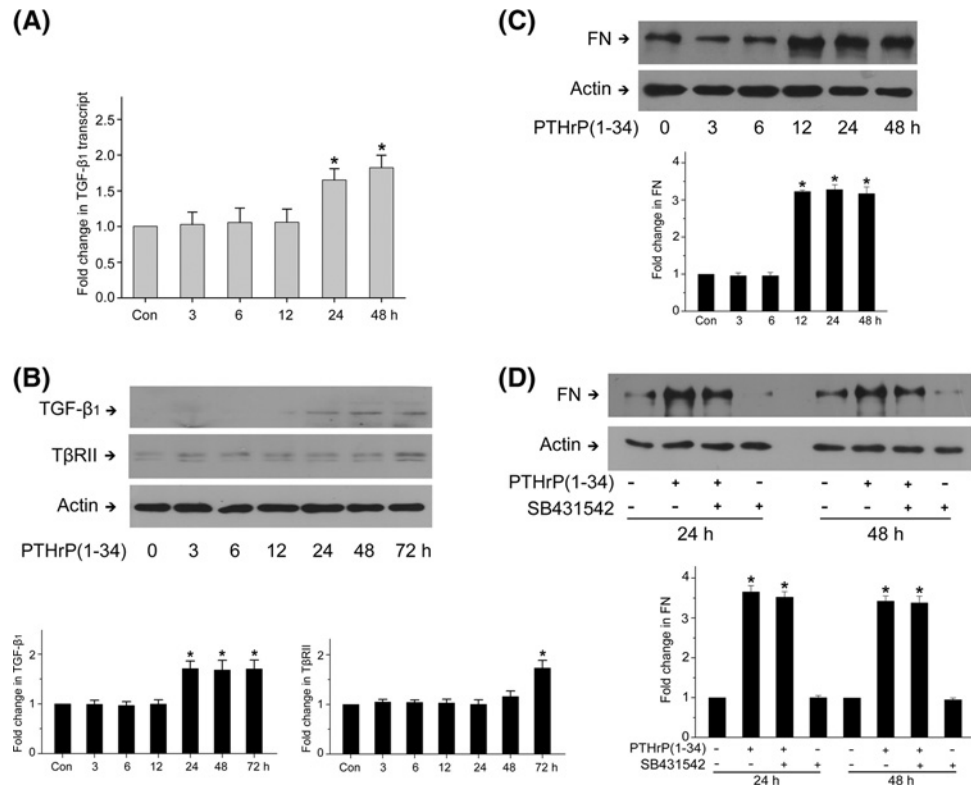 (A)
Fold change in TGF-β1 transcript
2.5
2.0
1.5
1.0
0.5
0.0
* *
Con 3 6 12 24 48 h
(B)
TGF-β1 →
TβRII →
Actin →
PTHrP(1-34) 0 3 6 12 24 48 72 h
Fold change in TGF-β1
2
1
0
* * *
Con 3 6 12 24 48 72 h
Fold change in TβRII
2
1
0
*
Con 3 6 12 24 48 72 h
(C)
FN →
Actin →
PTHrP(1-34) 0 3 6 12 24 48 h
Fold change in FN
4
3
2
1
0
* * *
Con 3 6 12 24 48 h
(D)
FN →
Actin →
PTHrP(1-34) - + + - - + + -
SB431542 - - + + - - + +
24 h 48 h
Fold change in FN
4
3
2
1
0
* * * *
PTHrP(1-34) - + + - - + + -
SB431542 - - + + - - + +
24 h 48 h